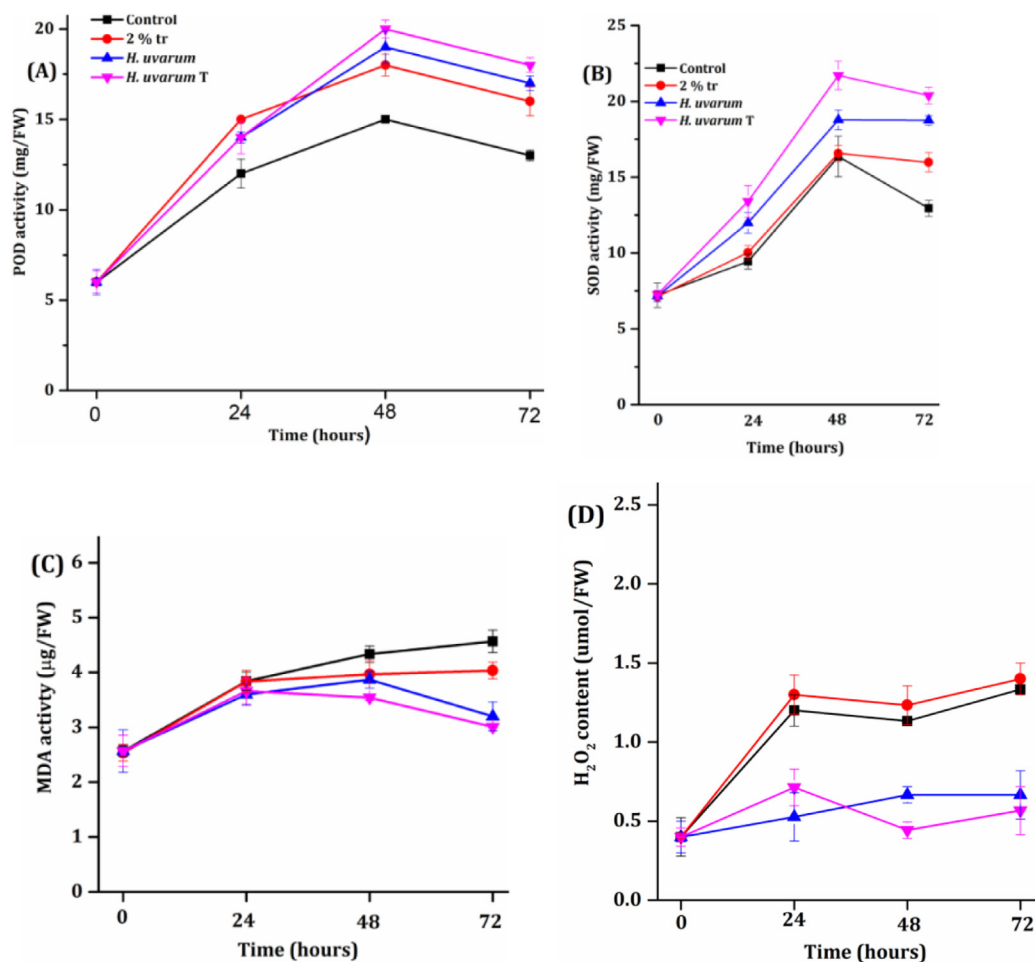 (A)
Control
2 % tr
H. uvarum
H. uvarum T
POD activity (mg/FW)
20
15
10
5
0
0 24 48 72
Time (hours)
(B)
Control
2 % tr
H. uvarum
H. uvarum T
SOD activity (mg/FW)
25
20
15
10
5
0
0 24 48 72
Time (hours)
(C)
MDA activity (µg/FW)
6
5
4
3
2
1
0
0 24 48 72
Time (hours)
(D)
H₂O₂ content (umol/FW)
2.5
2.0
1.5
1.0
0.5
0.0
0 24 48 72
Time (hours)